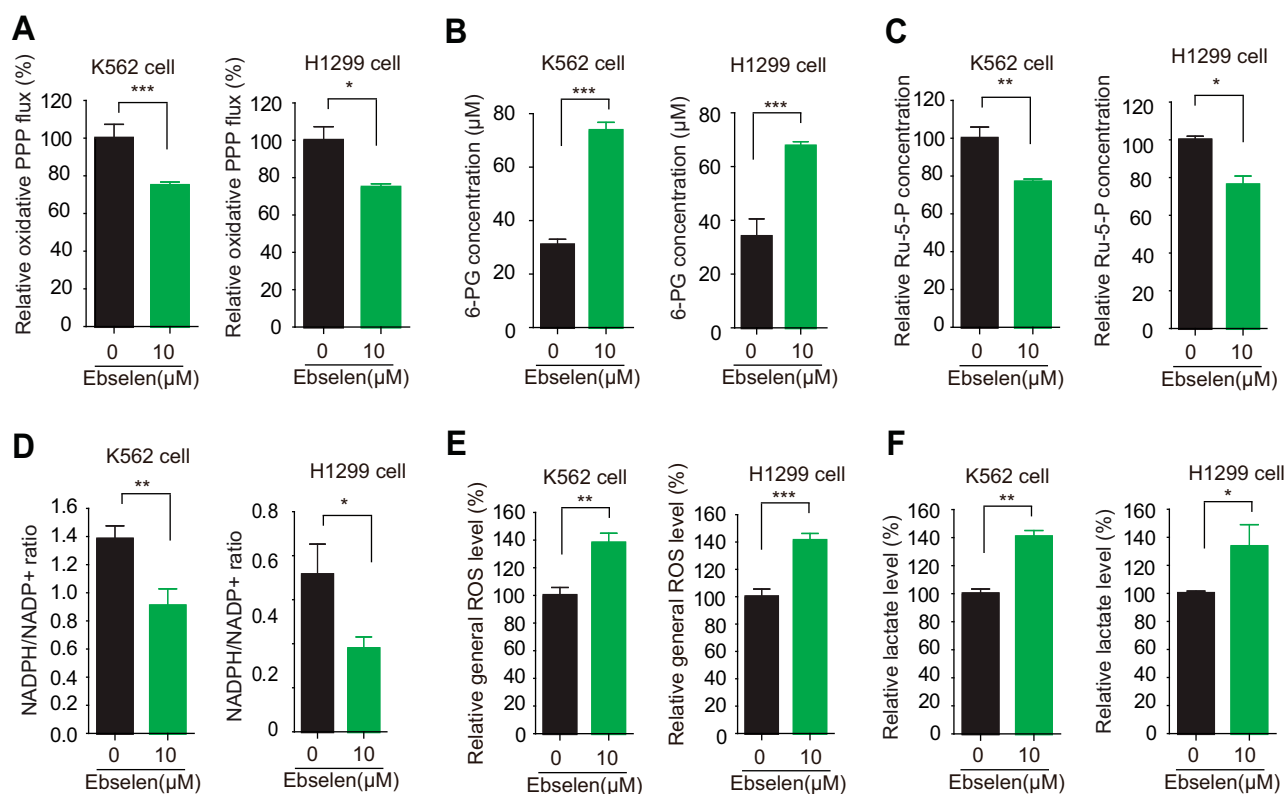 A
K562 cell
***
Relative oxidative PPP flux (%)
120
100
80
60
40
20
0
0 10
Ebselen(µM)
H1299 cell
*
Relative oxidative PPP flux (%)
120
100
80
60
40
20
0
0 10
Ebselen(µM)
B
K562 cell
***
6-PG concentration (µM)
80
60
40
20
0
0 10
Ebselen(µM)
H1299 cell
***
6-PG concentration (µM)
80
60
40
20
0
0 10
Ebselen(µM)
C
K562 cell
**
Relative Ru-5-P concentration
120
100
80
60
40
20
0
0 10
Ebselen(µM)
H1299 cell
*
Relative Ru-5-P concentration
120
100
80
60
40
20
0
0 10
Ebselen(µM)
D
K562 cell
**
NADPH/NADP+ ratio
1.6
1.4
1.2
1.0
0.8
0.6
0.4
0.2
0.0
0 10
Ebselen(µM)
H1299 cell
*
NADPH/NADP+ ratio
0.8
0.6
0.4
0.2
0
0 10
Ebselen(µM)
E
K562 cell
**
Relative general ROS level (%)
160
140
120
100
80
60
40
20
0
0 10
Ebselen(µM)
H1299 cell
***
Relative general ROS level (%)
160
140
120
100
80
60
40
20
0
0 10
Ebselen(µM)
F
K562 cell
**
Relative lactate level (%)
160
140
120
100
80
60
40
20
0
0 10
Ebselen(µM)
H1299 cell
*
Relative lactate level (%)
160
140
120
100
80
60
40
20
0
0 10
Ebselen(µM)